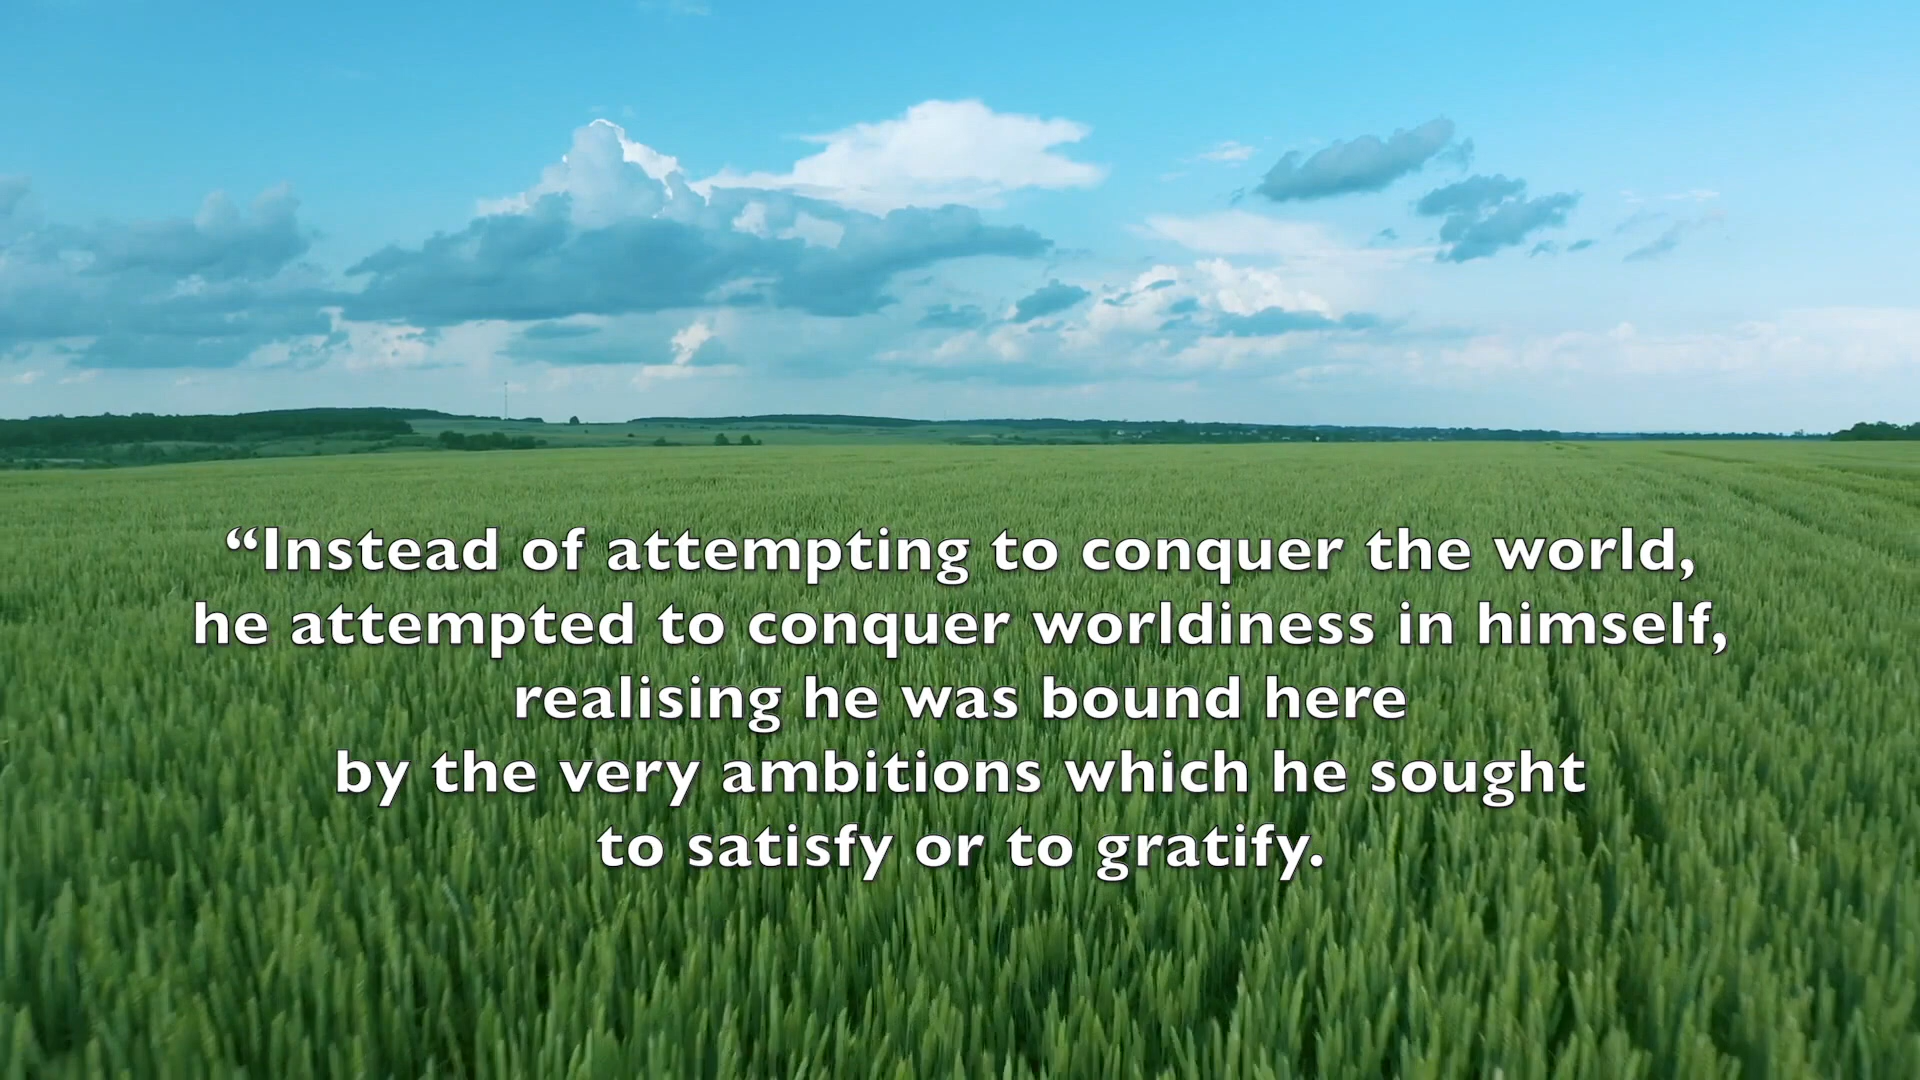 “Instead of attempting to conquer the world,
he attempted to conquer worldiness in himself,
realising he was bound here
by the very ambitions which he sought
to satisfy or to gratify.